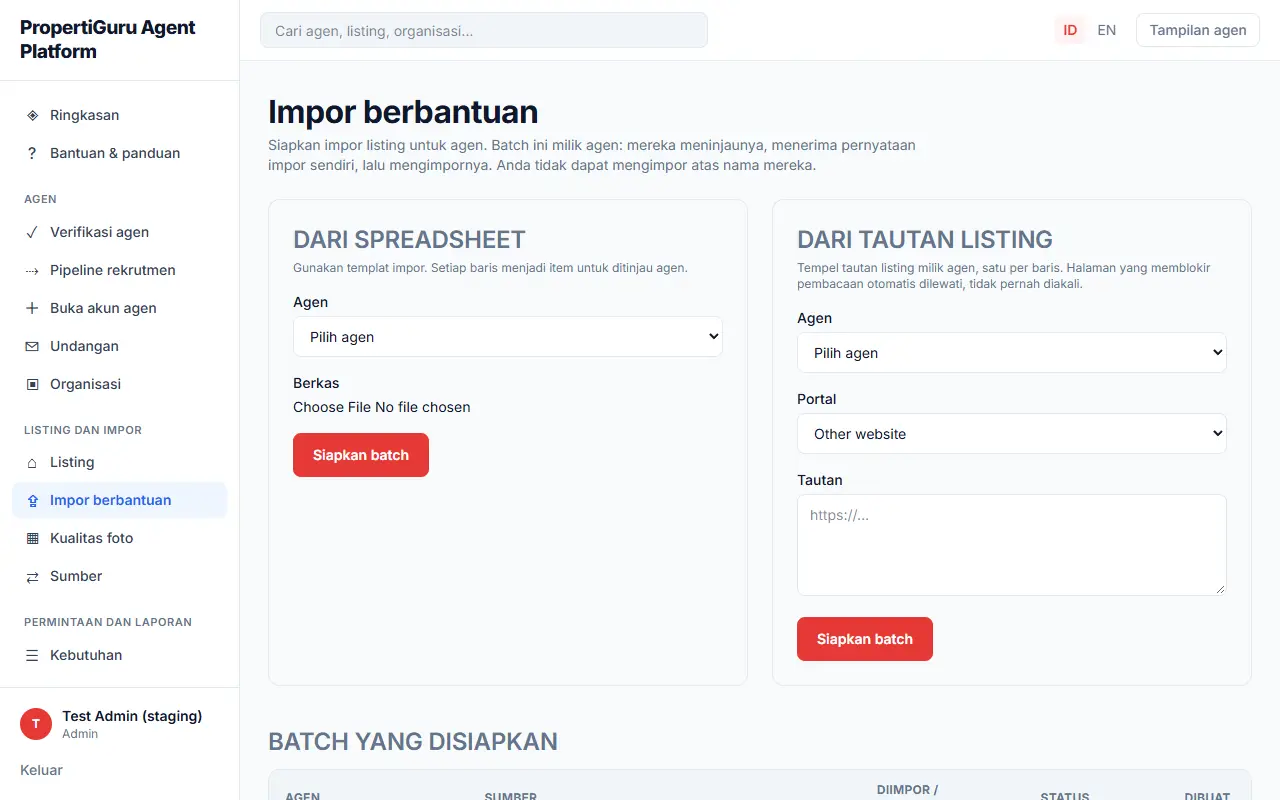 PropertiGuru Agent
Platform
Cari agen, listing, organisasi...
ID
EN
Tampilan agen
Ringkasan
? Bantuan & panduan
AGEN
Verifikasi agen
Pipeline rekrutmen
Buka akun agen
Undangan
Organisasi
LISTING DAN IMPOR
Listing
Impor berbantuan
Kualitas foto
Sumber
PERMINTAAN DAN LAPORAN
Kebutuhan
T
Test Admin (staging)
Admin
Keluar
Impor berbantuan
Siapkan impor listing untuk agen. Batch ini milik agen: mereka meninjaunya, menerima pernyataan
impor sendiri, lalu mengimpornya. Anda tidak dapat mengimpor atas nama mereka.
DARI SPREADSHEET
Gunakan templat impor. Setiap baris menjadi item untuk ditinjau agen.
Agen
Pilih agen
Berkas
Choose File No file chosen
Siapkan batch
DARI TAUTAN LISTING
Tempel tautan listing milik agen, satu per baris. Halaman yang memblokir
pembacaan otomatis dilewati, tidak pernah diakali.
Agen
Pilih agen
Portal
Other website
Tautan
https://...
Siapkan batch
BATCH YANG DISIAPKAN
AGEN
SUMBER
DIIMPOR /
STATUS
DIBUAT